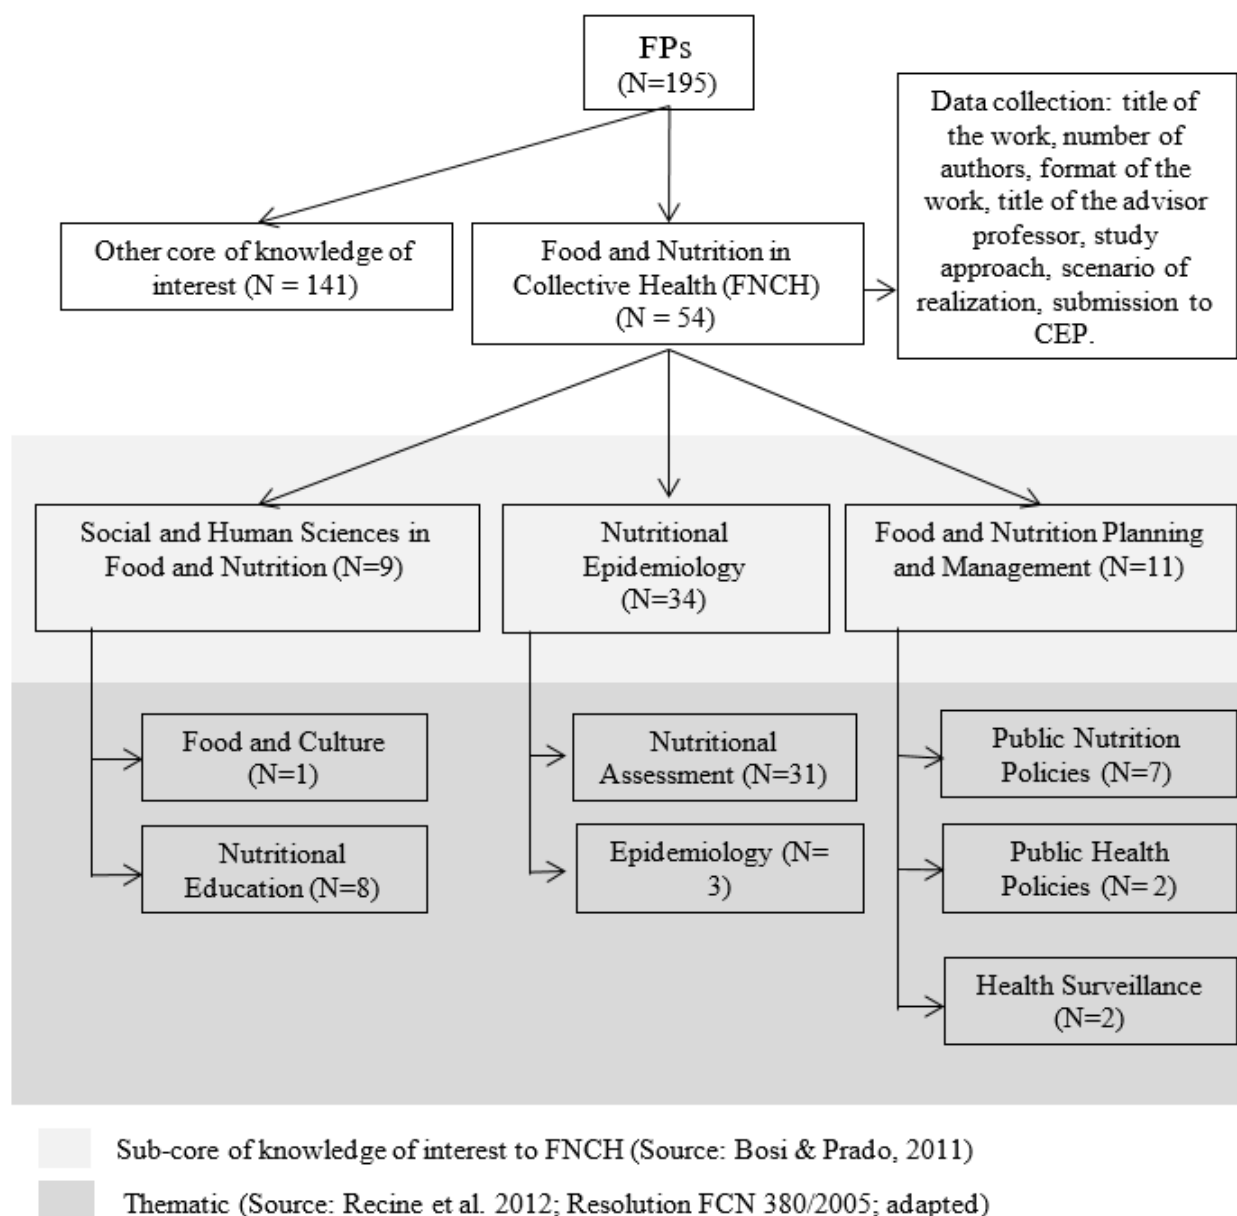 FPs
(N=195)
Data collection: title of
the work, number of
authors, format of the
work, title of the advisor
professor, study
approach, scenario of
realization, submission to
CEP.
Other core of knowledge of
interest (N = 141)
Food and Nutrition in
Collective Health (FNCH)
(N = 54)
Social and Human Sciences in
Food and Nutrition (N=9)
Nutritional
Epidemiology
(N=34)
Food and Nutrition Planning
and Management (N=11)
Food and Culture
(N=1)
Nutritional
Assessment (N=31)
Public Nutrition
Policies (N=7)
Nutritional
Education (N=8)
Epidemiology (N=
3)
Public Health
Policies (N= 2)
Health Surveillance
(N=2)
Sub-core of knowledge of interest to FNCH (Source: Bosi & Prado, 2011)
Thematic (Source: Recine et al. 2012; Resolution FCN 380/2005; adapted)